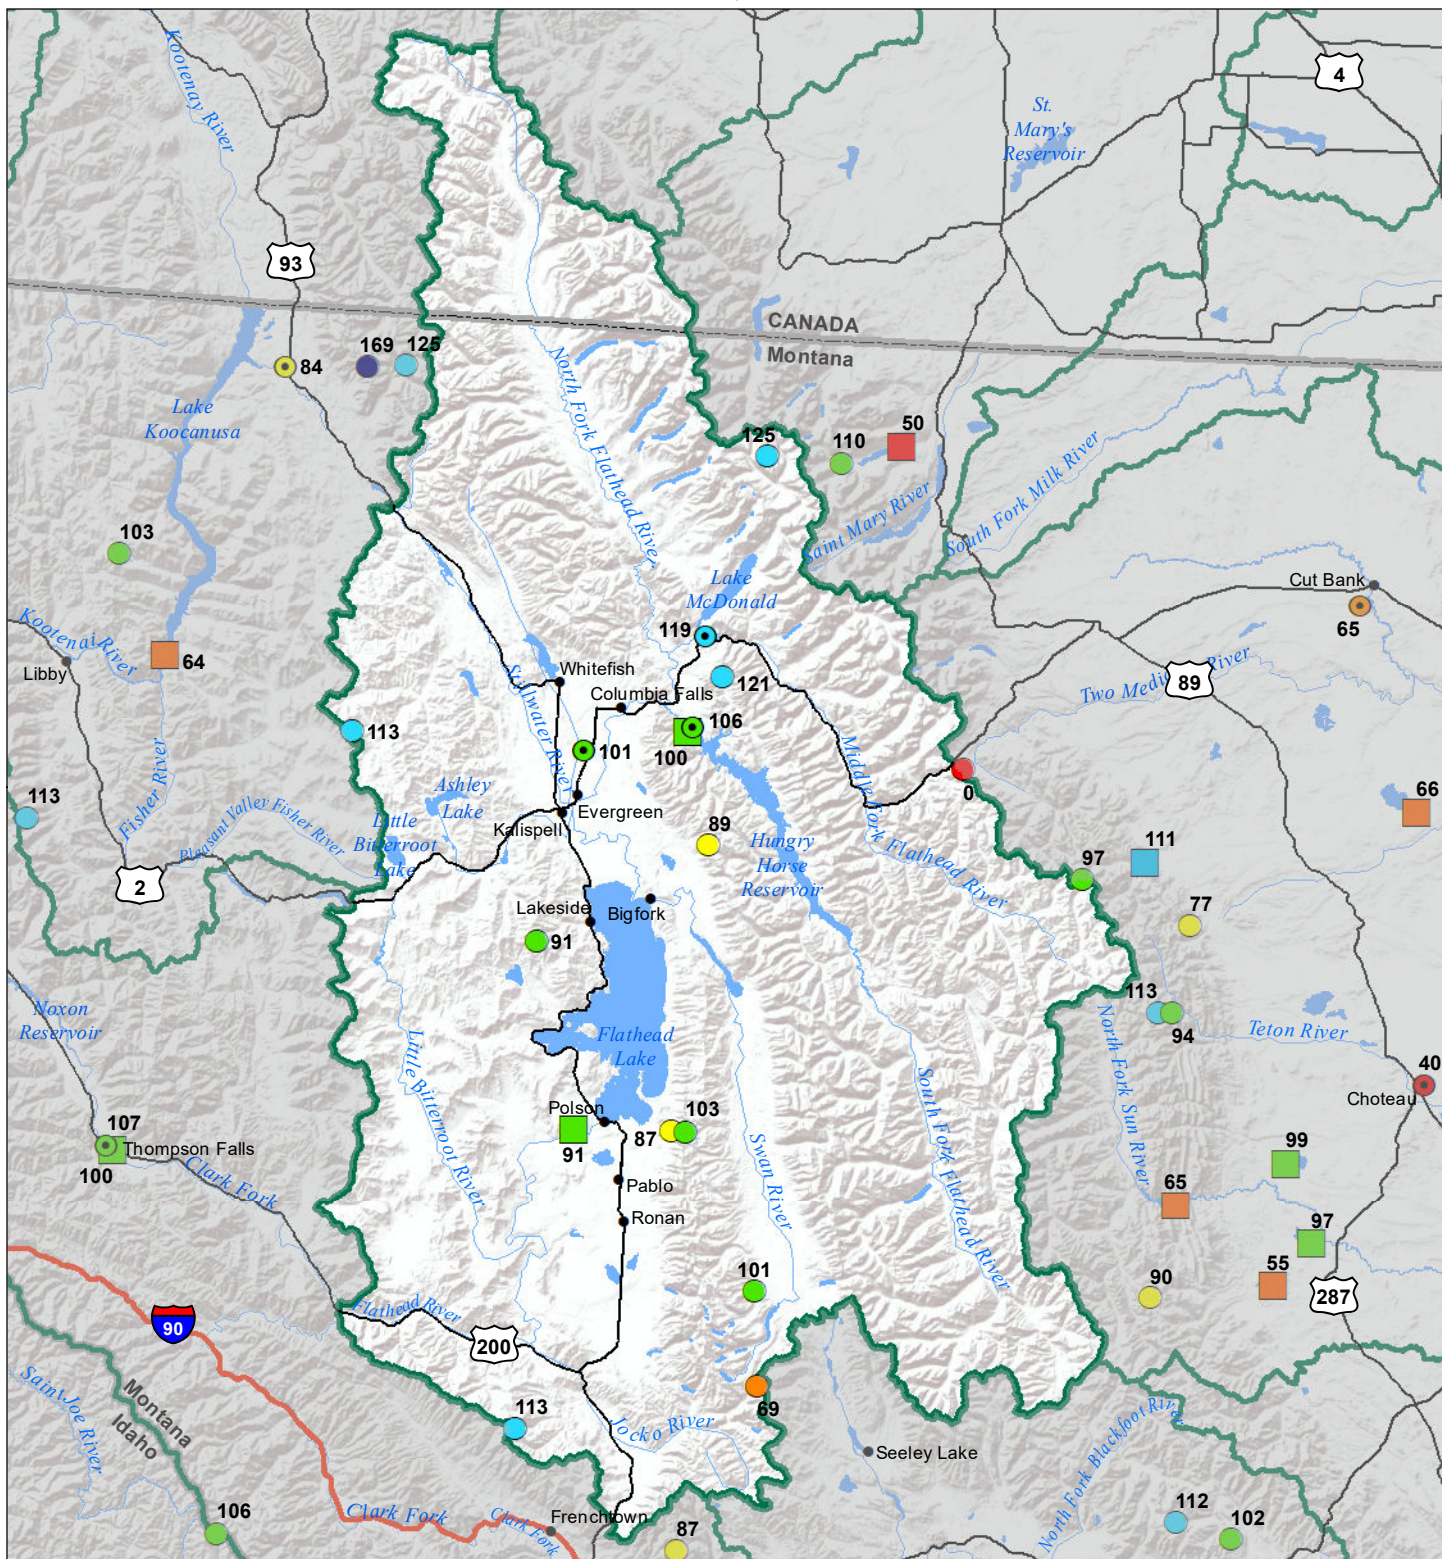 Kootenay River
4
St.
Mary's
Reservoir
93
CANADA
Montana
169
125
84
Lake
Koocanusa
North Fork Flathead River
125
110
50
Saint Mary River
South Fork Milk River
103
Lake
McDonald
Cut Bank
65
Kootenai River
64
Libby
119
Whitefish
121
Columbia Falls
Stillwater River
Two Medicine River
89
113
106
100
101
Middle Fork Flathead River
0
Ashley
Lake
Fisher River
Pleasant Valley Fisher River
Little
Bitterroot
Lake
Evergreen
Kalispell
113
66
89
Hungry
Horse
Reservoir
111
97
2
77
Lakeside
Bigfork
91
113
94
Noxon
Reservoir
Flathead
Lake
North Fork Sun River
Teton River
40
Choteau
Little Bitterroot River
South Fork Flathead River
Swan River
Polson
103
87
91
107
Thompson Falls
100
Clark Fork
99
Pablo
65
Ronan
97
101
90
55
287
Flathead River
90
200
Montana
Idaho
Saint Joe River
69
113
Jocko River
Seeley Lake
North Fork Blackfoot River
106
Clark Fork
Frenchtown
Clark Fork
87
112
102